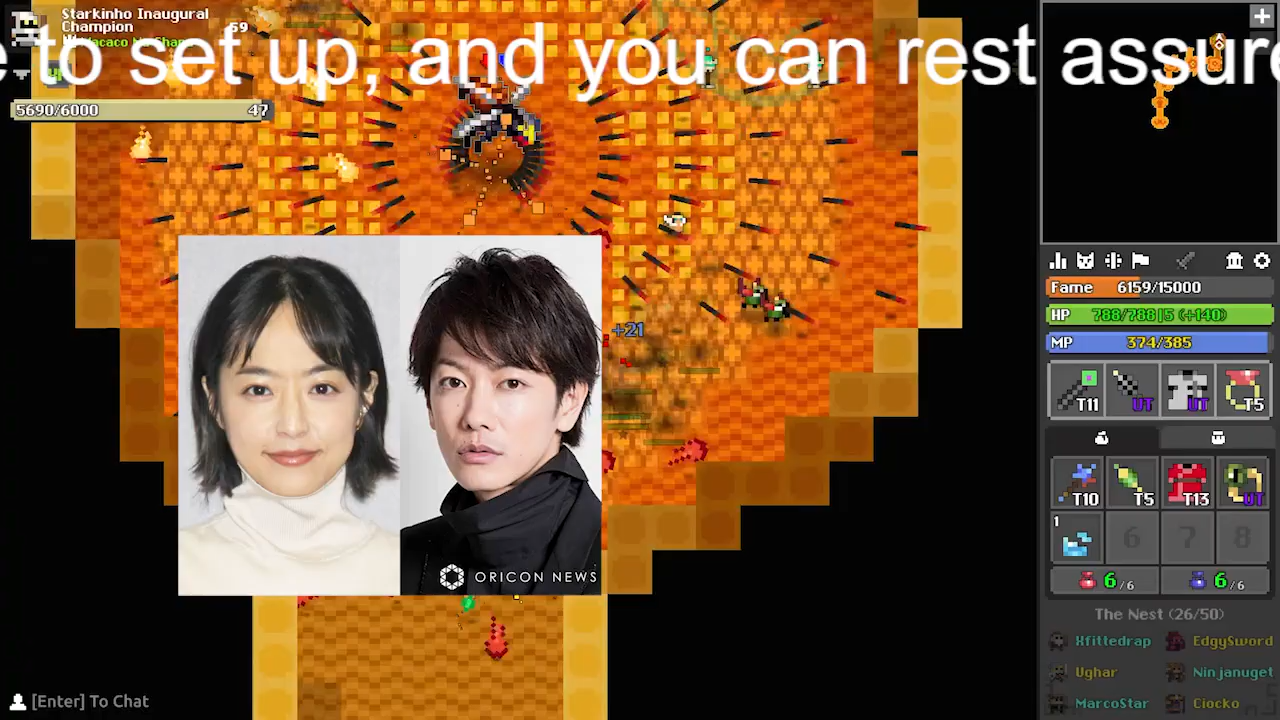 Starkinho Inaugural
Champion
59
e to set up, and you can rest assure
5690/6000
47
+21
ORICON NEWS
[Enter] To Chat
Fame 6159/15000
HP 788/788|5 (+140)
MP 374/385
T11
UT
UT
T5
T10
T5
T13
UT
1
6
7
8
6/6
6/6
The Nest (26/50)
Xfittedrap
EdgySword
Vghar
Ninjanuget
MarcoStar
Ciocko